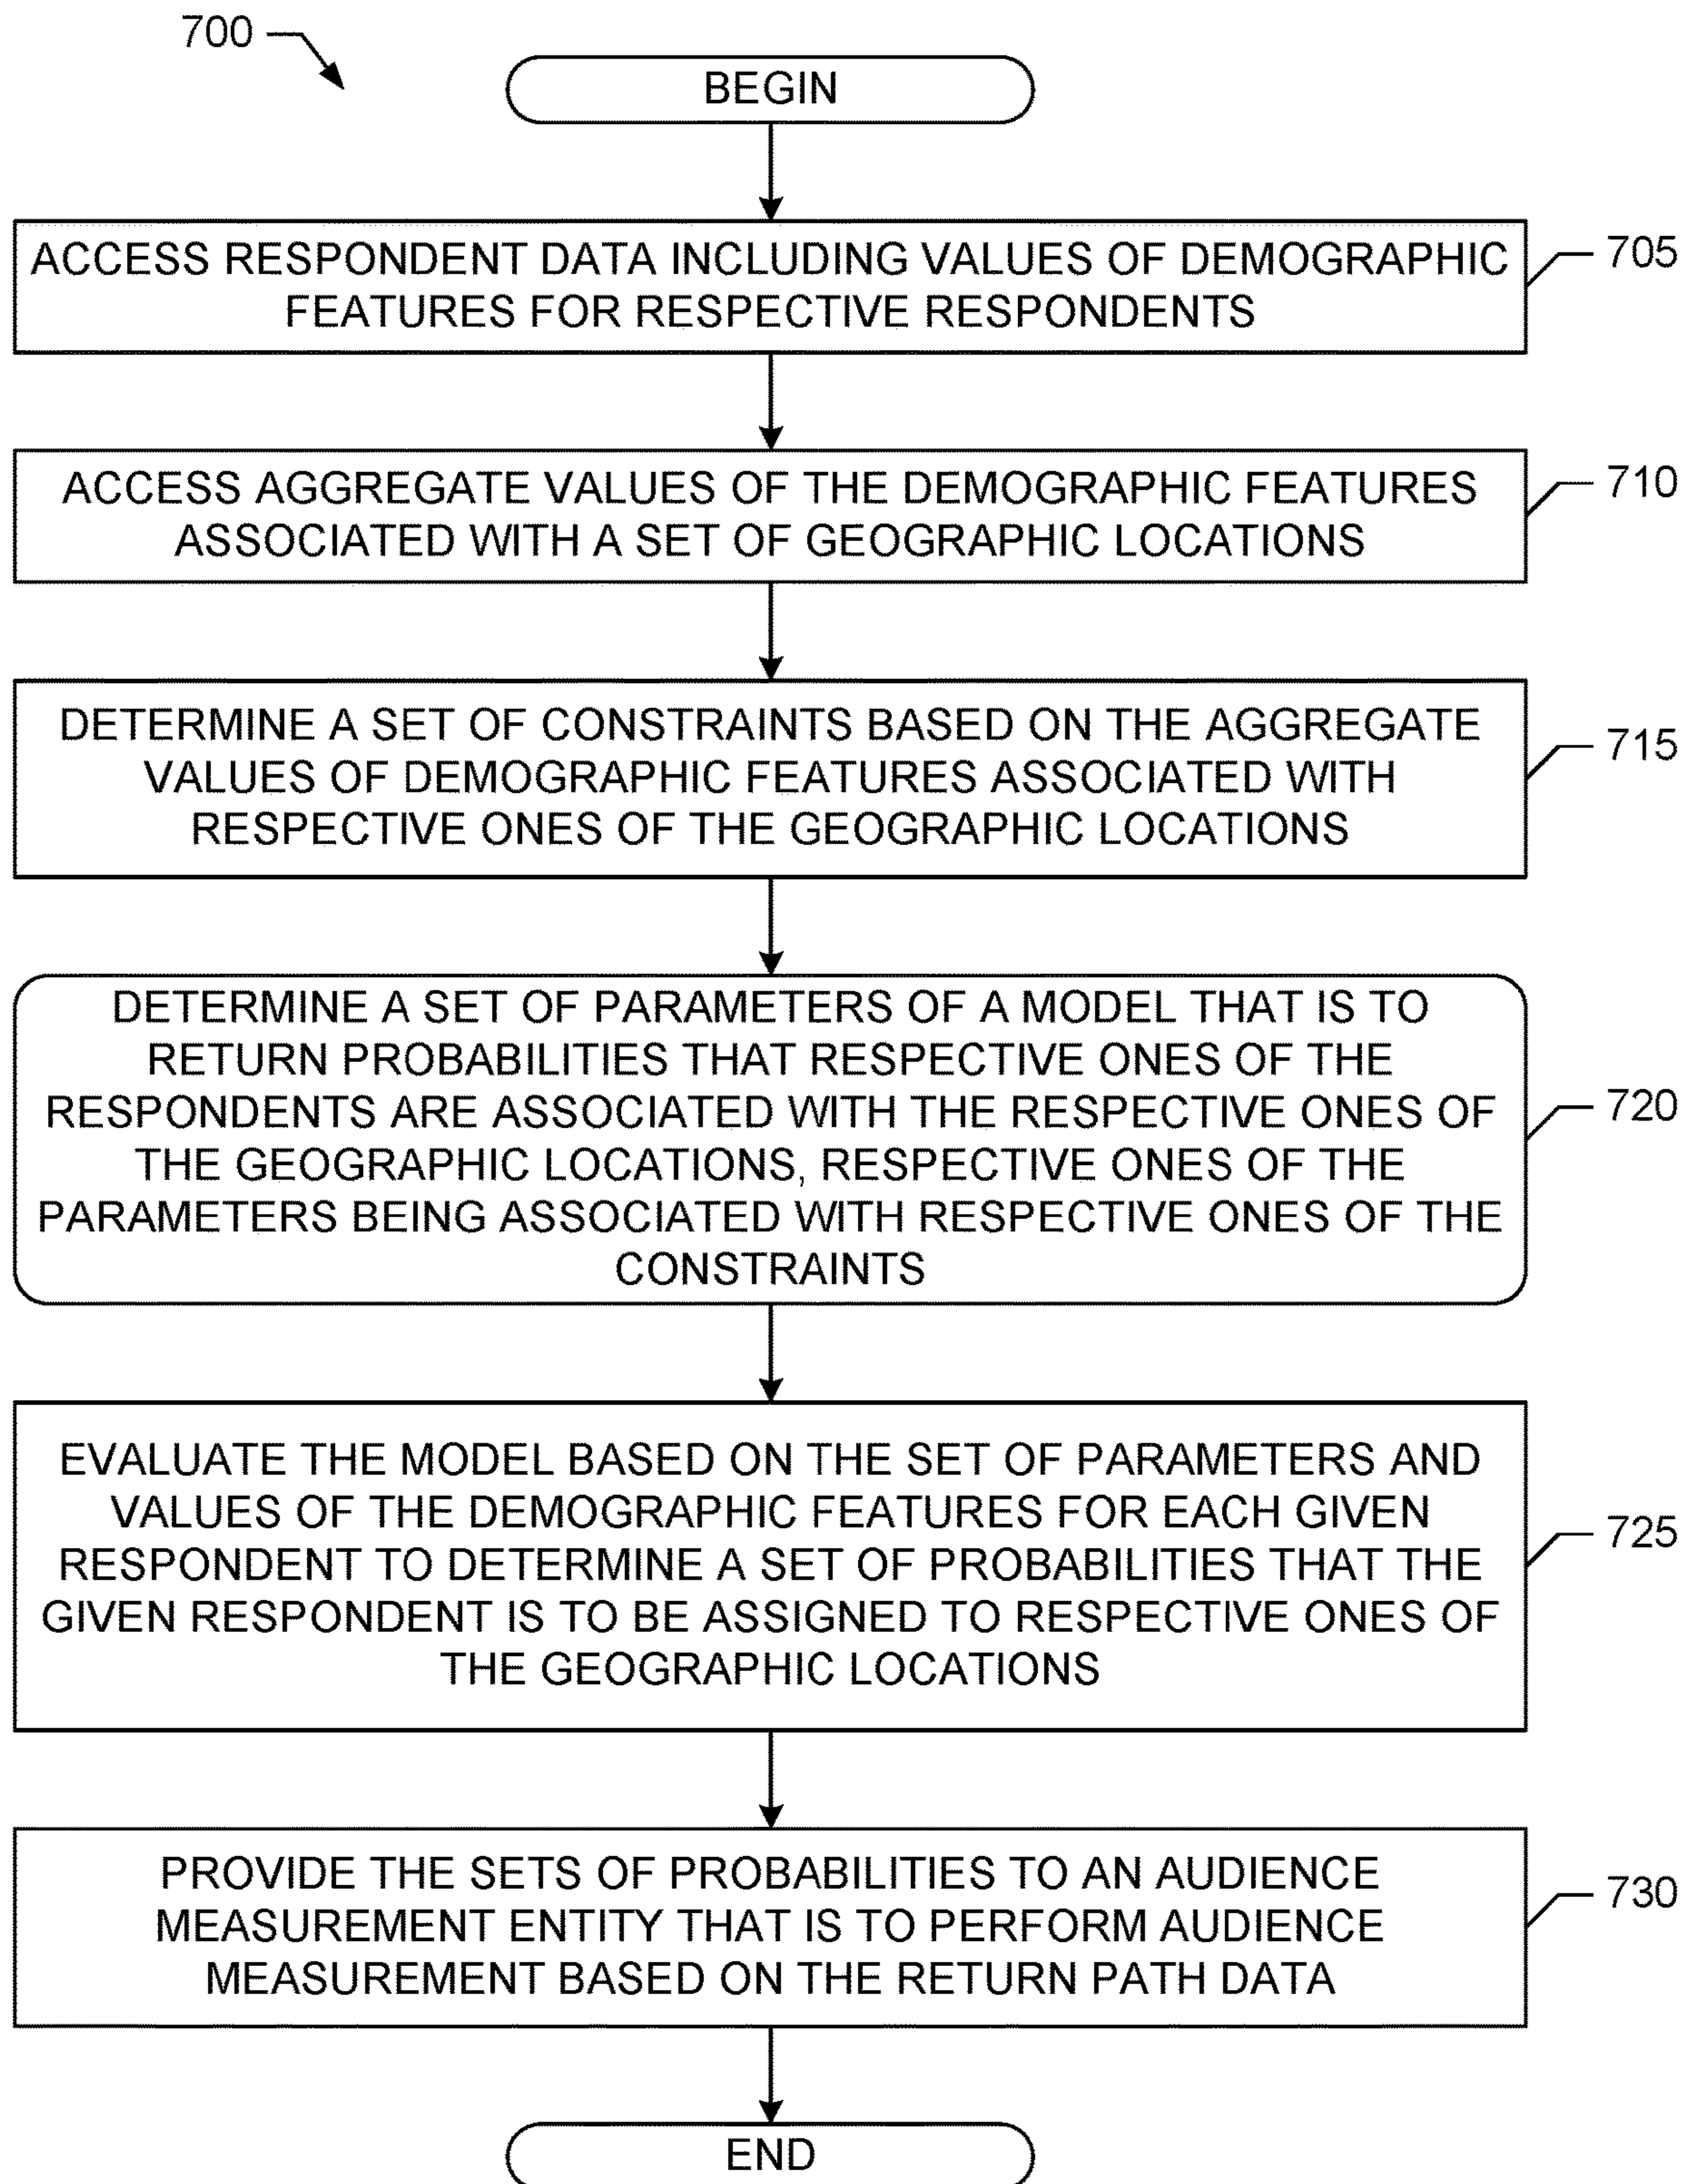 700
BEGIN
ACCESS RESPONDENT DATA INCLUDING VALUES OF DEMOGRAPHIC
FEATURES FOR RESPECTIVE RESPONDENTS
705
ACCESS AGGREGATE VALUES OF THE DEMOGRAPHIC FEATURES
ASSOCIATED WITH A SET OF GEOGRAPHIC LOCATIONS
710
DETERMINE A SET OF CONSTRAINTS BASED ON THE AGGREGATE
VALUES OF DEMOGRAPHIC FEATURES ASSOCIATED WITH
RESPECTIVE ONES OF THE GEOGRAPHIC LOCATIONS
715
DETERMINE A SET OF PARAMETERS OF A MODEL THAT IS TO
RETURN PROBABILITIES THAT RESPECTIVE ONES OF THE
RESPONDENTS ARE ASSOCIATED WITH THE RESPECTIVE ONES OF
THE GEOGRAPHIC LOCATIONS, RESPECTIVE ONES OF THE
PARAMETERS BEING ASSOCIATED WITH RESPECTIVE ONES OF THE
CONSTRAINTS
720
EVALUATE THE MODEL BASED ON THE SET OF PARAMETERS AND
VALUES OF THE DEMOGRAPHIC FEATURES FOR EACH GIVEN
RESPONDENT TO DETERMINE A SET OF PROBABILITIES THAT THE
GIVEN RESPONDENT IS TO BE ASSIGNED TO RESPECTIVE ONES OF
THE GEOGRAPHIC LOCATIONS
725
PROVIDE THE SETS OF PROBABILITIES TO AN AUDIENCE
MEASUREMENT ENTITY THAT IS TO PERFORM AUDIENCE
MEASUREMENT BASED ON THE RETURN PATH DATA
730
END